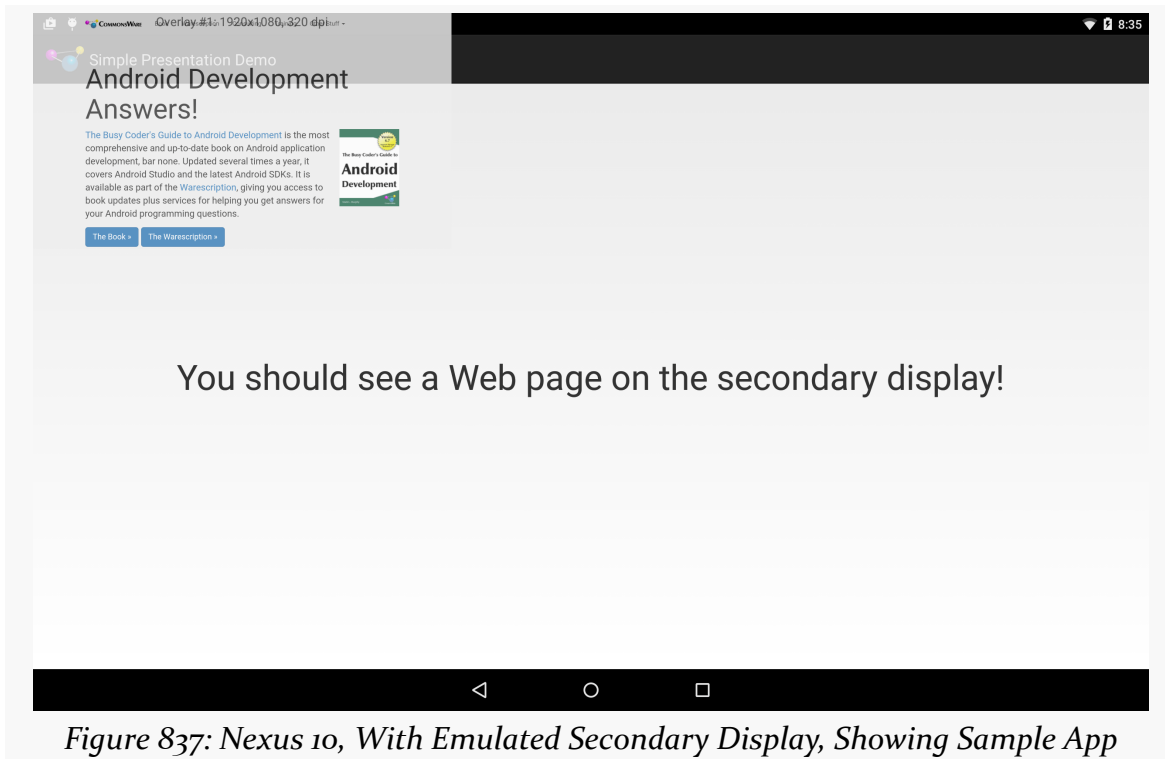 COMMONSWARE
Overlay #1: 1920x1080, 320 dpi
8:35
Simple Presentation Demo
Android Development
Answers!
The Busy Coder's Guide to Android Development is the most
comprehensive and up-to-date book on Android application
development, bar none. Updated several times a year, it
covers Android Studio and the latest Android SDKs. It is
available as part of the Warescription, giving you access to
book updates plus services for helping you get answers for
your Android programming questions.
The Busy Coder's Guide to
Android
Development
The Book »
The Warescription »
You should see a Web page on the secondary display!
Figure 837: Nexus 10, With Emulated Secondary Display, Showing Sample App